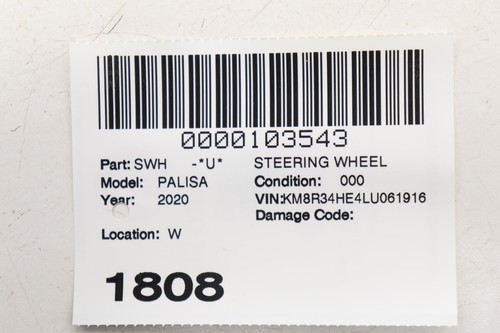 0000103543
Part: SWH -*U* STEERING WHEEL
Model: PALISA Condition: 000
Year: 2020 VIN:KM8R34HE4LU061916
Damage Code:
Location: W
1808